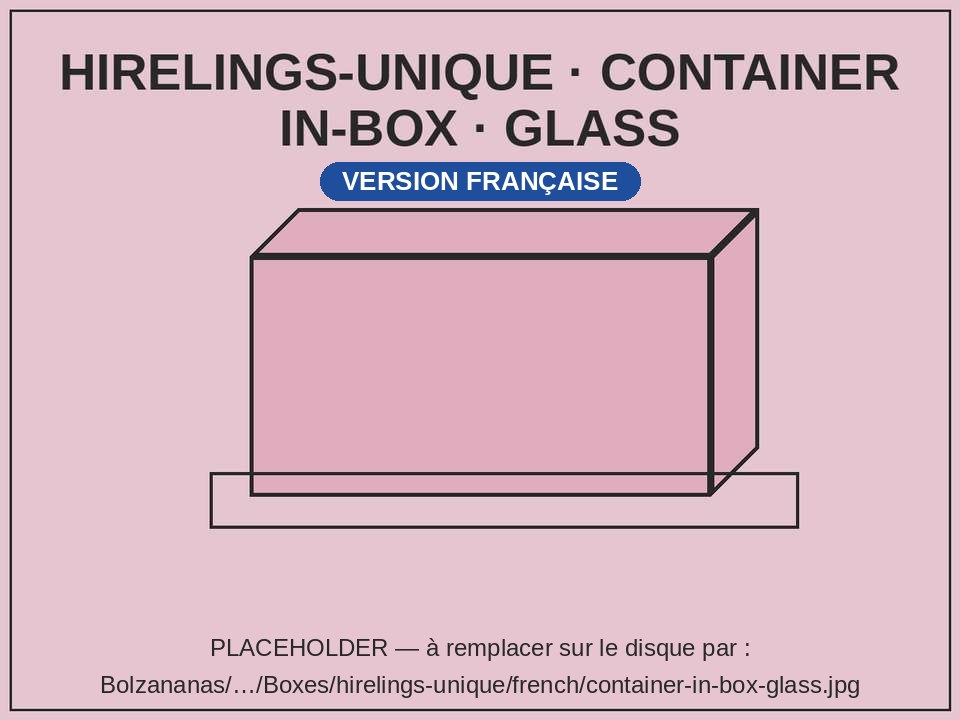 HIRELINGS-UNIQUE · CONTAINER
IN-BOX · GLASS
VERSION FRANÇAISE
PLACEHOLDER — à remplacer sur le disque par :
Bolzananas/…/Boxes/hirelings-unique/french/container-in-box-glass.jpg